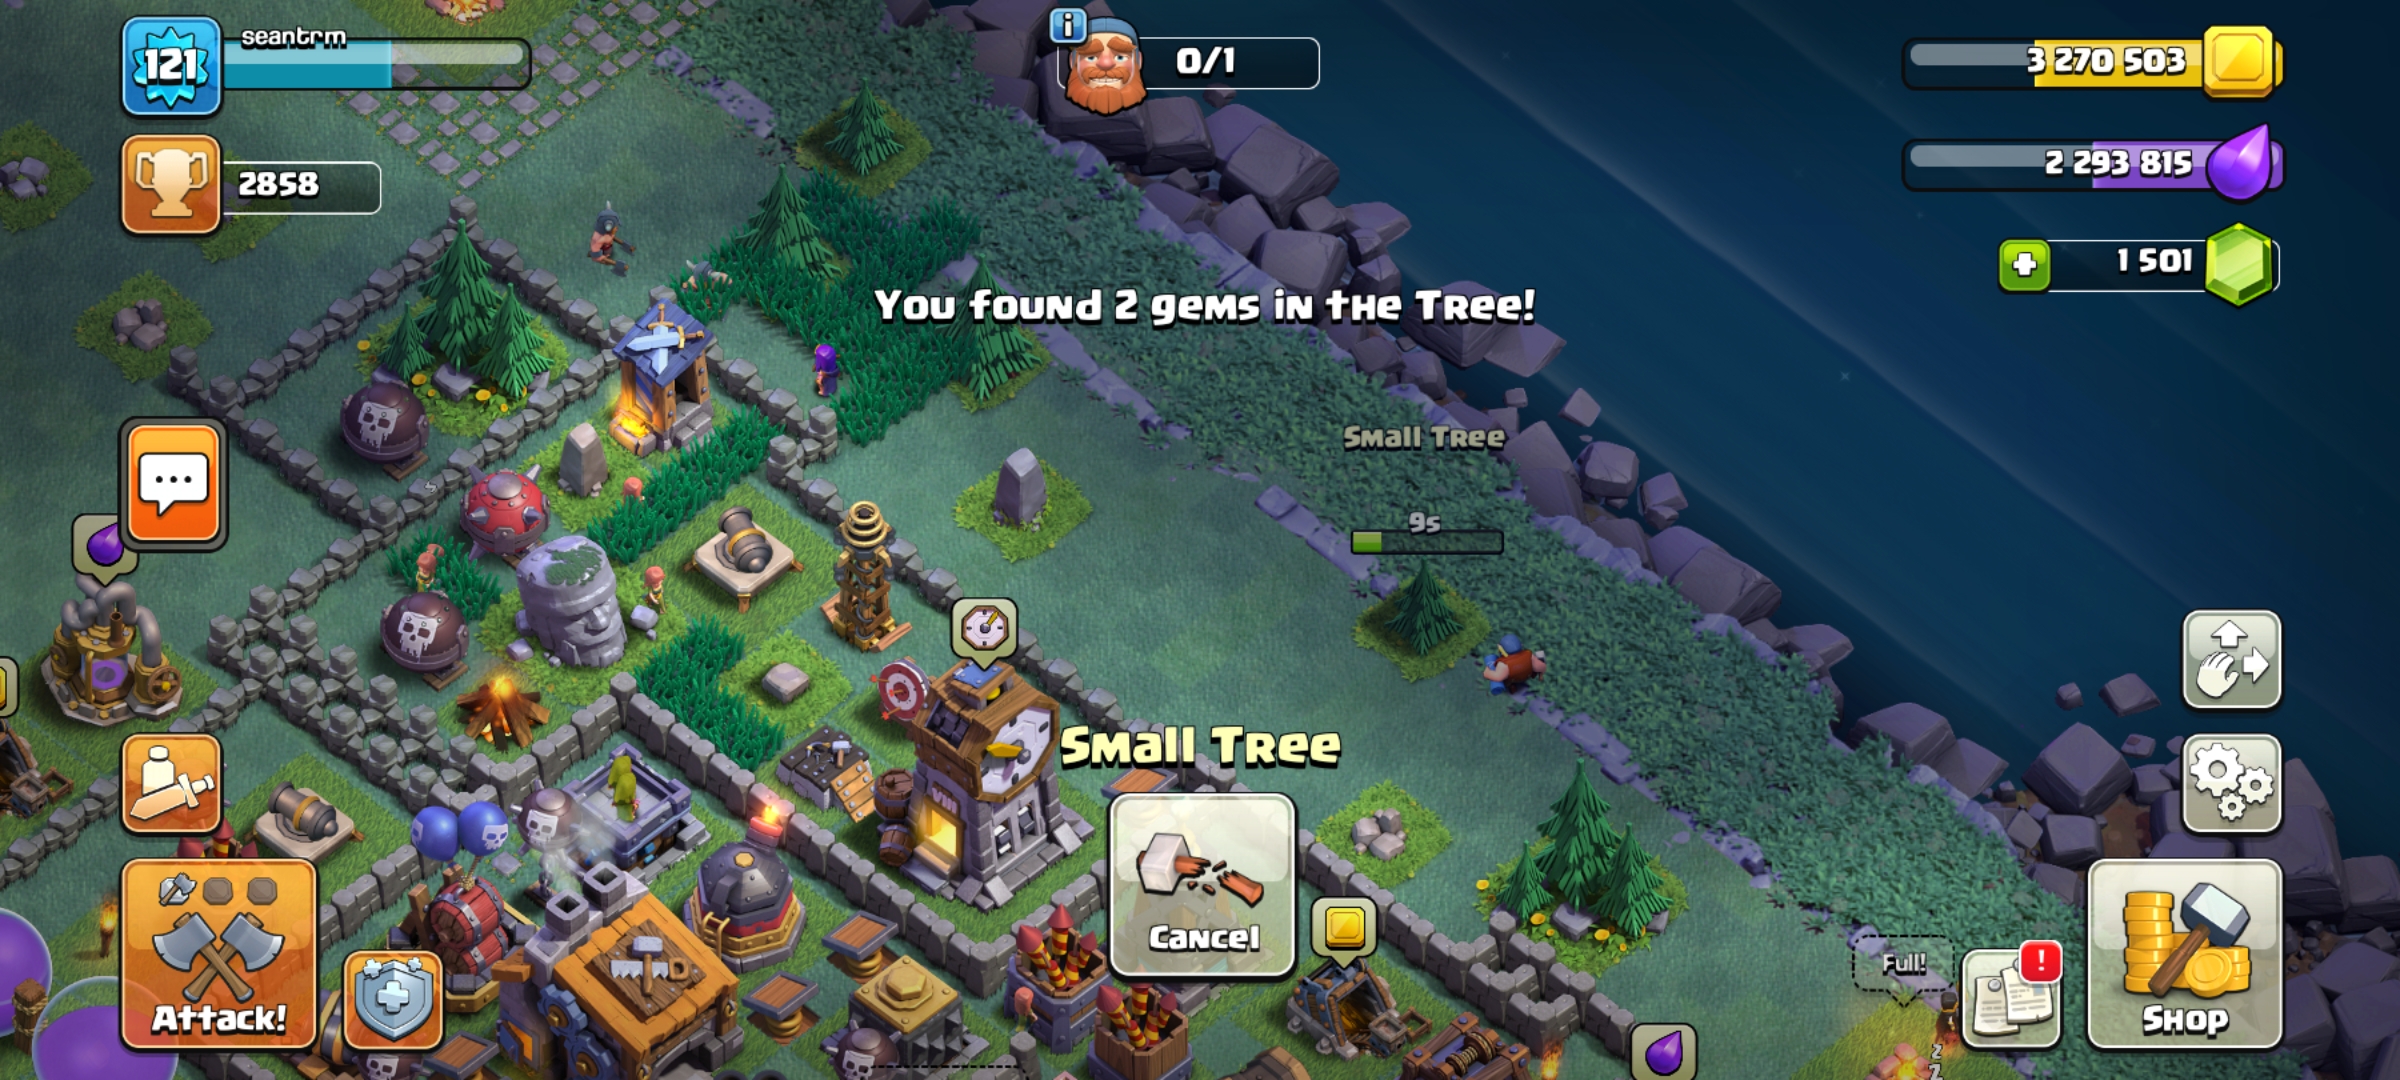 121
seantrm
0/1
3 270 503
2858
2 293 815
1 501
You found 2 gems in the Tree!
Small Tree
9s
Small Tree
VIII
Cancel
Full!
!
Attack!
Shop
z
z